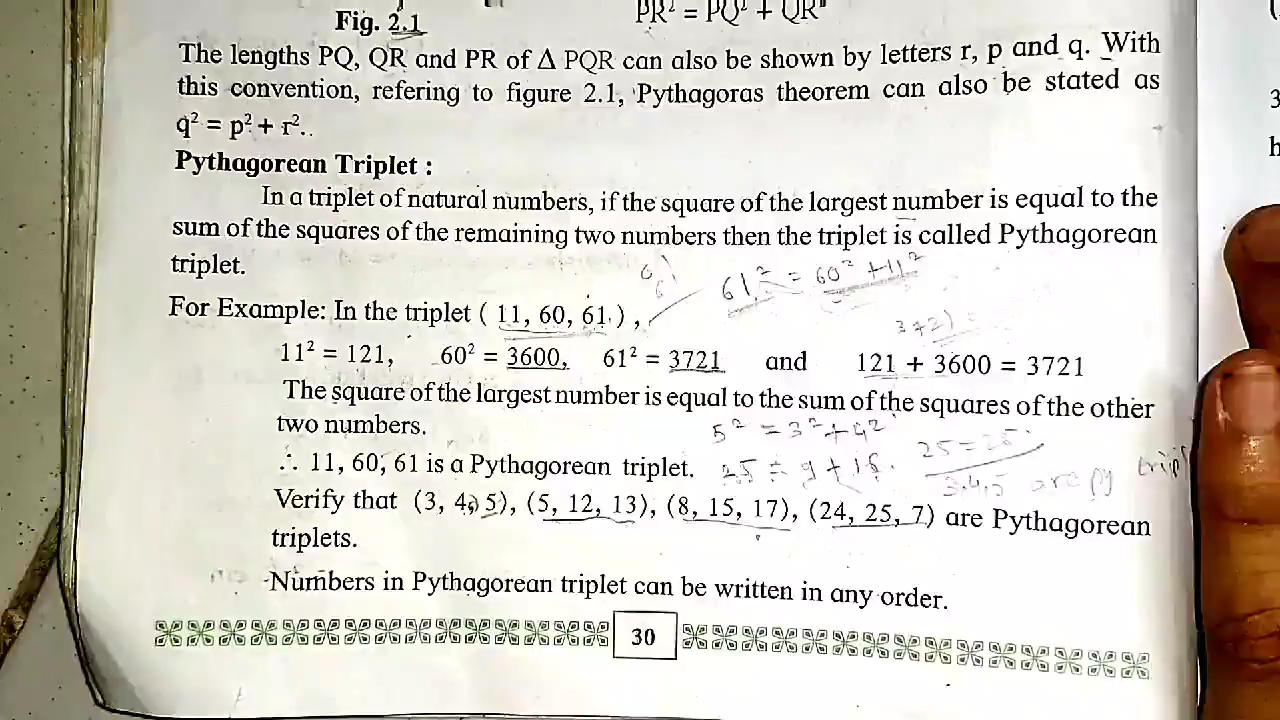 Fig. 2.1
PR² = PQ² + QR²
The lengths PQ, QR and PR of Δ PQR can also be shown by letters r, p and q. With
this convention, refering to figure 2.1, Pythagoras theorem can also be stated as
q² = p² + r²..
Pythagorean Triplet :
In a triplet of natural numbers, if the square of the largest number is equal to the
sum of the squares of the remaining two numbers then the triplet is called Pythagorean
triplet.
61² = 60² + 11²
For Example: In the triplet ( 11, 60, 61 ) ,
11² = 121, 60² = 3600, 61² = 3721 and 121 + 3600 = 3721
The square of the largest number is equal to the sum of the squares of the other
two numbers.
5² = 3² + 42
∴ 11, 60, 61 is a Pythagorean triplet.
25 = 9 + 16.
25 = 25
3,4,5 are py tripl
Verify that (3, 4, 5), (5, 12, 13), (8, 15, 17), (24, 25, 7) are Pythagorean
triplets.
Numbers in Pythagorean triplet can be written in any order.
30